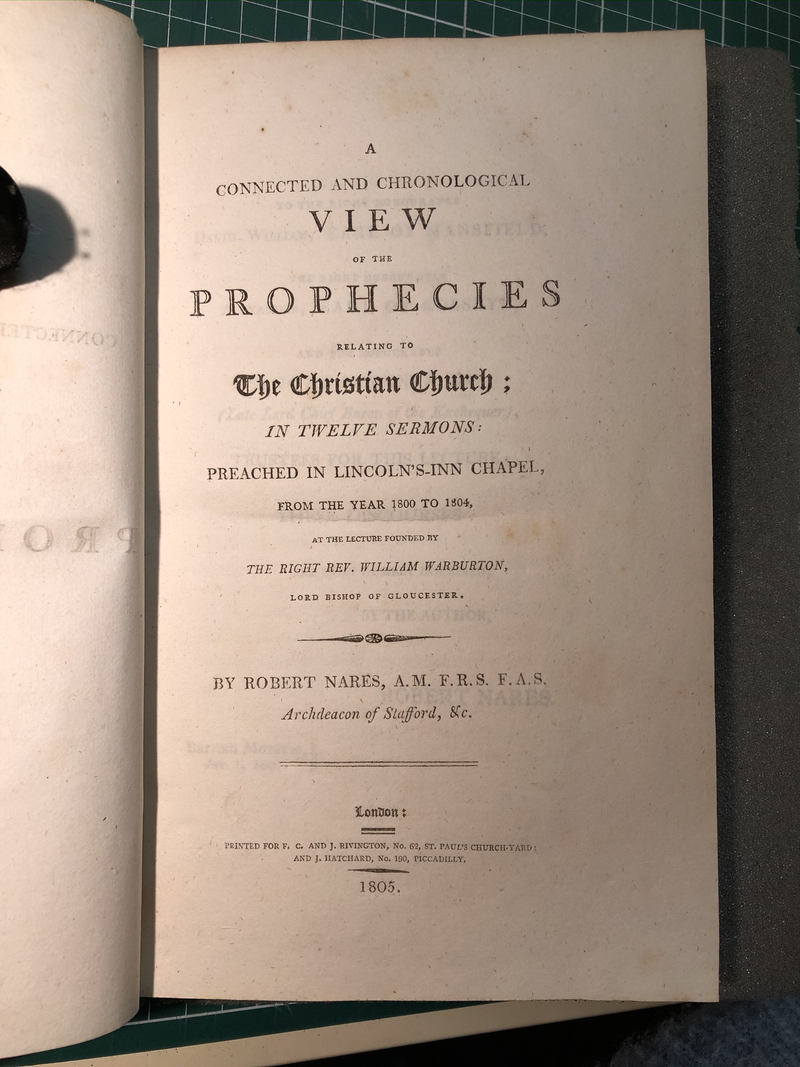 A
CONNECTED AND CHRONOLOGICAL
VIEW
OF THE
PROPHECIES
RELATING TO
The Christian Church;
IN TWELVE SERMONS:
PREACHED IN LINCOLN'S-INN CHAPEL,
FROM THE YEAR 1800 TO 1804,
AT THE LECTURE FOUNDED BY
THE RIGHT REV. WILLIAM WARBURTON,
LORD BISHOP OF GLOUCESTER.
BY ROBERT NARES, A.M. F.R.S. F.A.S.
Archdeacon of Stafford, &c.
London:
PRINTED FOR F. C. AND J. RIVINGTON, No. 62, ST. PAUL'S CHURCH-YARD;
AND J. HATCHARD, No. 190, PICCADILLY.
1805.